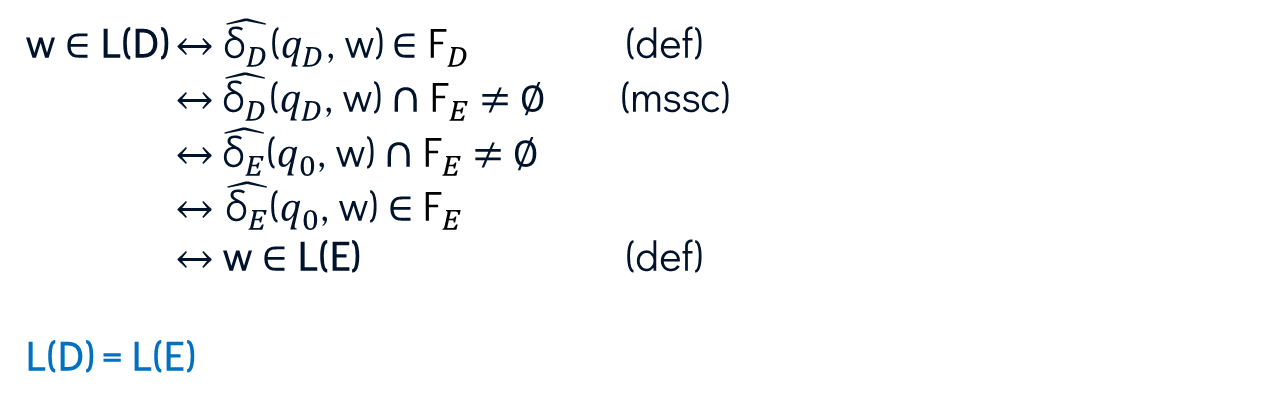 w ∈ L(D) ↔ δ̂_D(q_D, w) ∈ F_D (def)
↔ δ̂_D(q_D, w) ∩ F_E ≠ ∅ (mssc)
↔ δ̂_E(q_0, w) ∩ F_E ≠ ∅
↔ δ̂_E(q_0, w) ∈ F_E
↔ w ∈ L(E) (def)
L(D) = L(E)